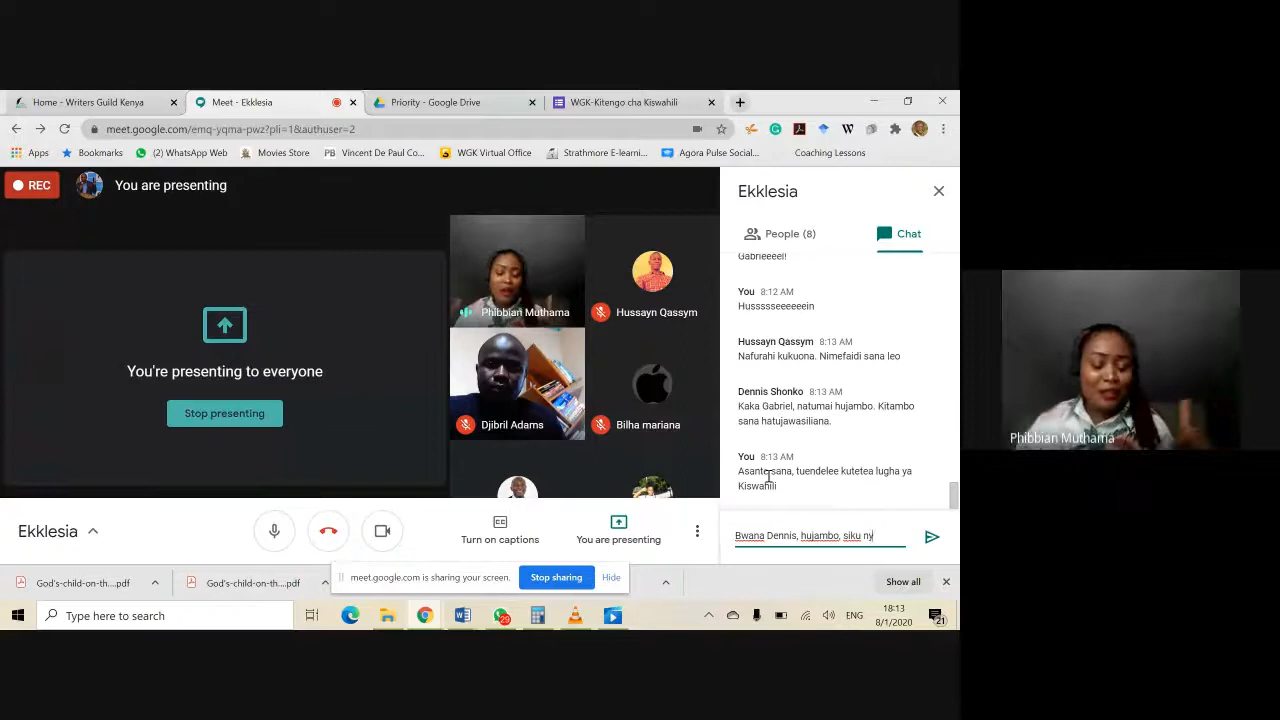 Home - Writers Guild Kenya
Meet - Ekklesia
Priority - Google Drive
WGK-Kitengo cha Kiswahili
meet.google.com/emq-yqma-pwz?pli=1&authuser=2
Apps
Bookmarks
(2) WhatsApp Web
Movies Store
PB Vincent De Paul Co...
WGK Virtual Office
Strathmore E-learni...
Agora Pulse Social...
Coaching Lessons
REC
You are presenting
You're presenting to everyone
Stop presenting
Phibbian Muthama
Hussayn Qassym
Djibril Adams
Bilha mariana
Ekklesia
People (8)
Chat
Gabrieeeel!
You 8:12 AM
Husssseeeeeein
Hussayn Qassym 8:13 AM
Nafurahi kukuona. Nimefaidi sana leo
Dennis Shonko 8:13 AM
Kaka Gabriel, natumai hujambo. Kitambo
sana hatujawasiliana.
You 8:13 AM
Asante sana, tuendelee kutetea lugha ya
Kiswahili
Bwana Dennis, hujambo, siku ny
Ekklesia
Turn on captions
You are presenting
God's-child-on-th....pdf
God's-child-on-th....pdf
meet.google.com is sharing your screen.
Stop sharing
Hide
Show all
Type here to search
29
ENG
18:13
8/1/2020
21
Phibbian Muthama